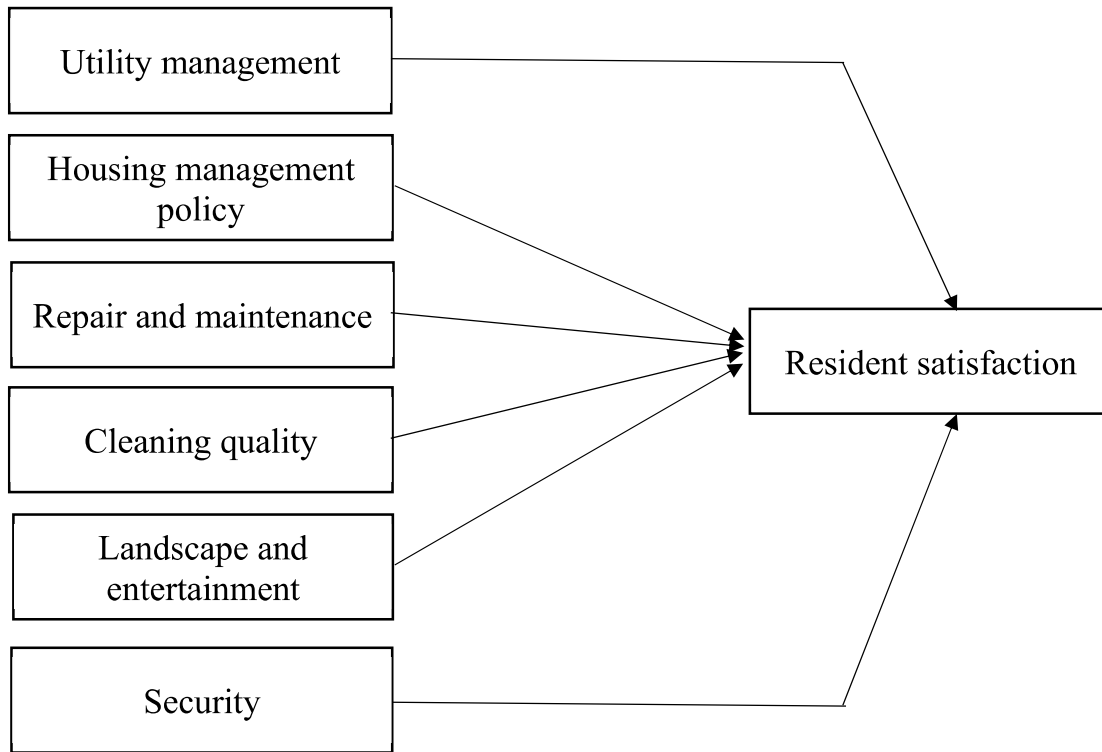 Utility management
Housing management
policy
Repair and maintenance
Resident satisfaction
Cleaning quality
Landscape and
entertainment
Security